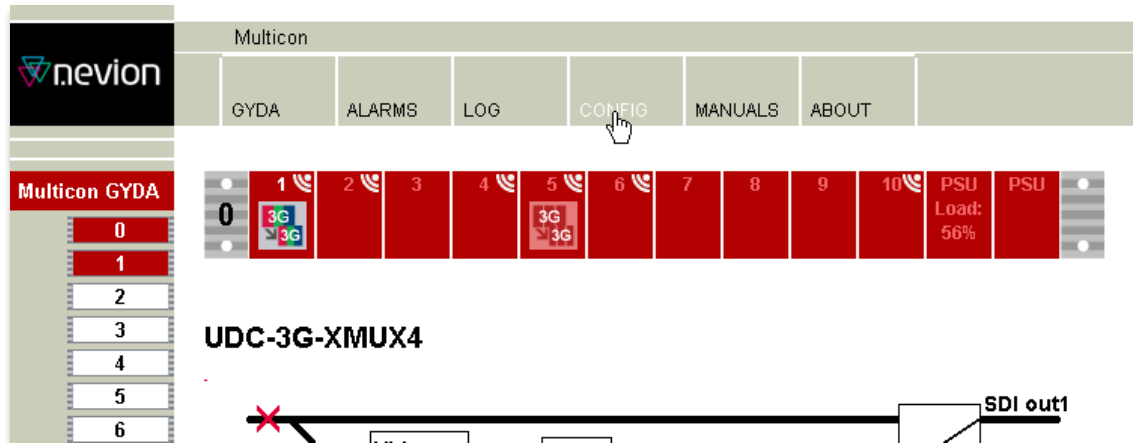 Multicon
nevion
GYDA ALARMS LOG CONFIG MANUALS ABOUT
Multicon GYDA
0
1
2
3
4
5
6
0
1 2 3 4 5 6 7 8 9 10 PSU PSU
Load:
56%
3G
3G
3G
3G
UDC-3G-XMUX4
SDI out1